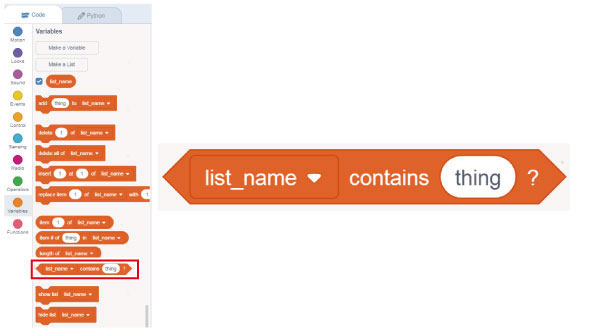 Code
Python
Variables
Motion
Make a Variable
Looks
Make a List
Sound
list_name
Events
add thing to list_name
Control
delete 1 of list_name
Sensing
delete all of list_name
Radio
insert 1 at 1 of list_name
Operators
replace item 1 of list_name with 1
Variables
item 1 of list_name
Functions
item # of thing in list_name
length of list_name
list_name contains thing ?
show list list_name
hide list list_name
list_name contains thing ?